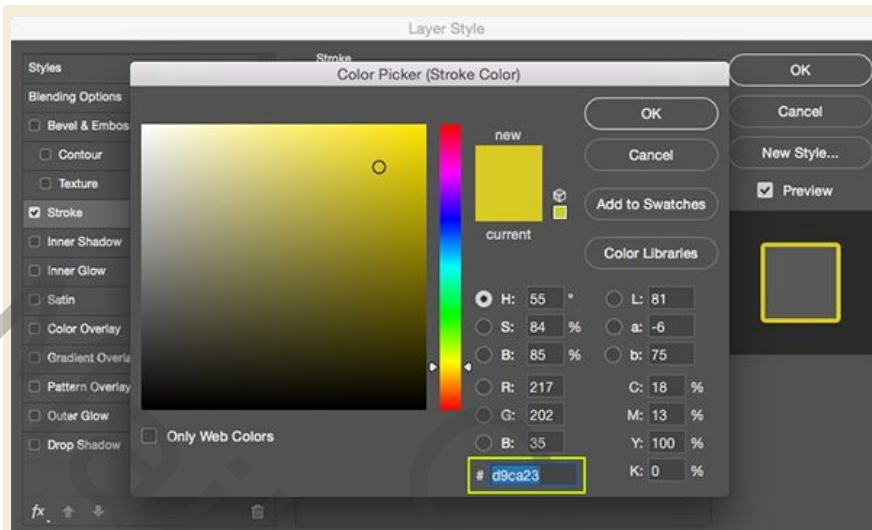 Layer Style
Styles
Blending Options
Bevel & Embos
Contour
Texture
Stroke
Inner Shadow
Inner Glow
Satin
Color Overlay
Gradient Overla
Pattern Overlay
Outer Glow
Drop Shadow
fx
Stroke
Color Picker (Stroke Color)
new
current
Only Web Colors
OK
Cancel
Add to Swatches
Color Libraries
H: 55 ° L: 81
S: 84 % a: -6
B: 85 % b: 75
R: 217 C: 18 %
G: 202 M: 13 %
B: 35 Y: 100 %
# d9ca23 K: 0 %
OK
Cancel
New Style...
Preview